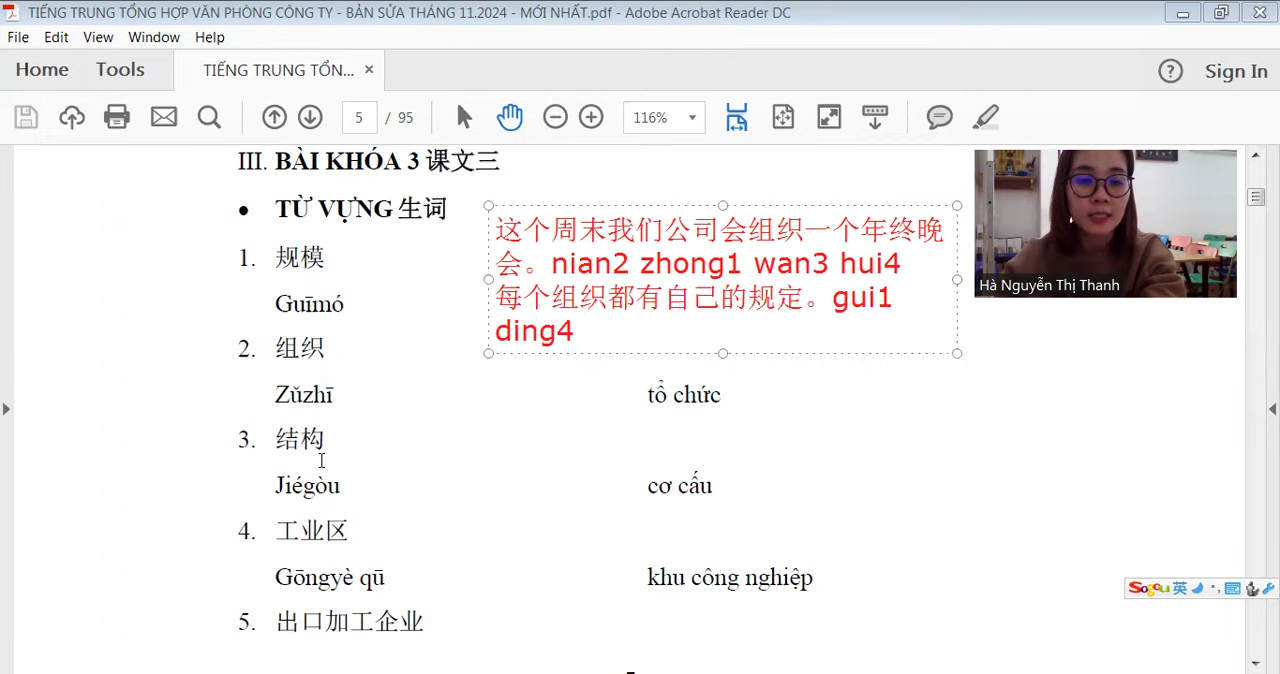 TIẾNG TRUNG TỔNG HỢP VĂN PHÒNG CÔNG TY - BẢN SỬA THÁNG 11.2024 - MỚI NHẤT.pdf - Adobe Acrobat Reader DC
File Edit View Window Help
Home Tools TIẾNG TRUNG TỔN... × ? Sign In
5 / 95 116%
III. BÀI KHÓA 3 课文三
• TỪ VỰNG 生词
这个周末我们公司会组织一个年终晚
会。nian2 zhong1 wan3 hui4
每个组织都有自己的规定。gui1
ding4
Hà Nguyễn Thị Thanh
1. 规模
Guīmó
2. 组织
Zǔzhī tổ chức
3. 结构
Jiégòu cơ cấu
4. 工业区
Gōngyè qū khu công nghiệp
5. 出口加工企业
Sogou 英